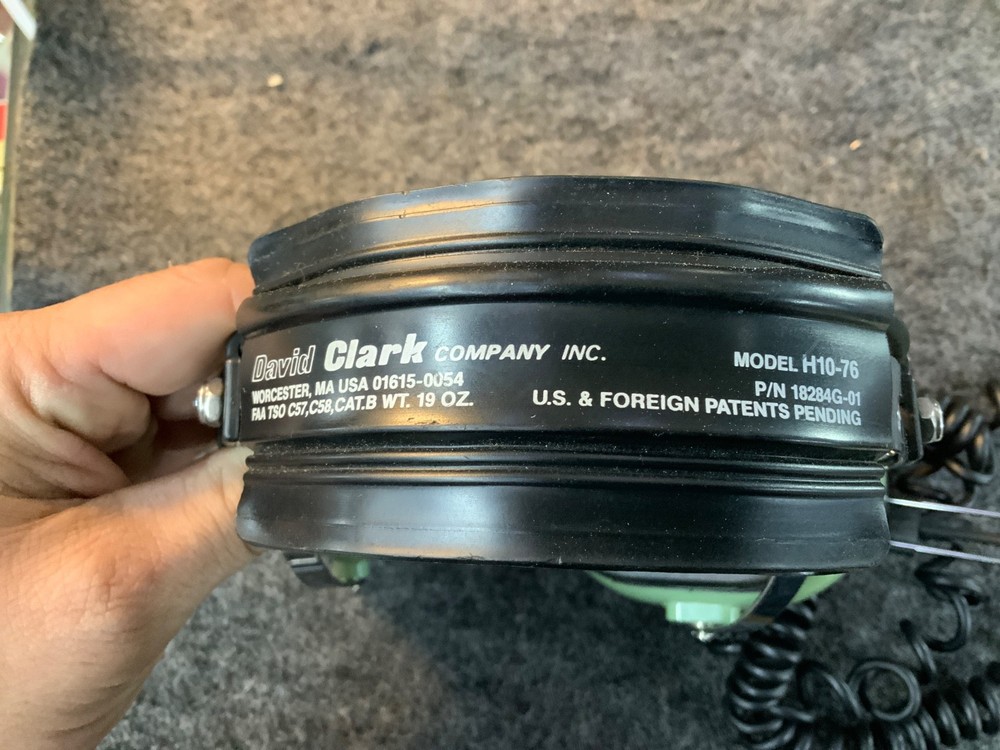 David Clark COMPANY INC.
WORCESTER, MA USA 01615-0054
FAA TSO C57,C58,CAT.B WT. 19 OZ.
MODEL H10-76
P/N 18284G-01
U.S. & FOREIGN PATENTS PENDING